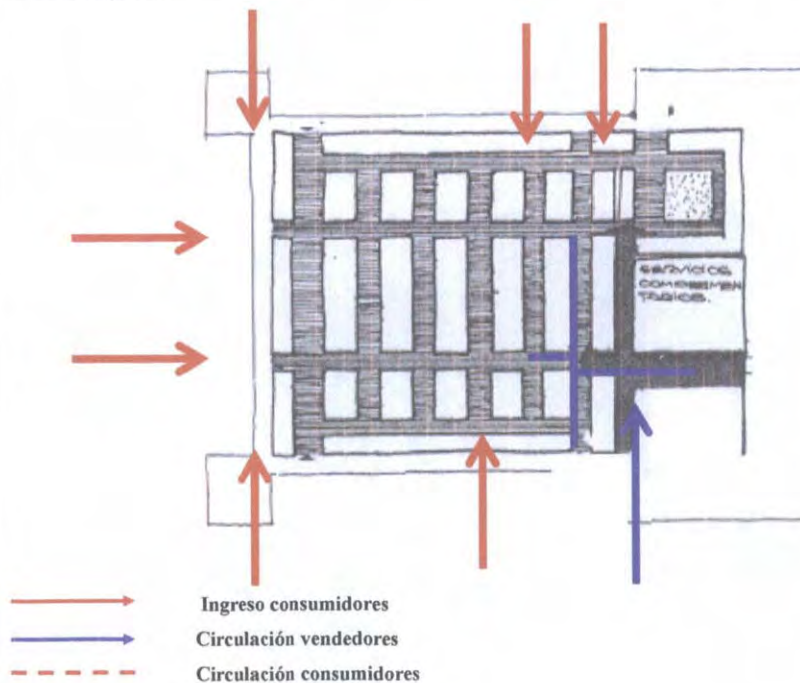 SERVICIOS
COMPLEMEN
TARIOS.
Ingreso consumidores
Circulación vendedores
Circulación consumidores